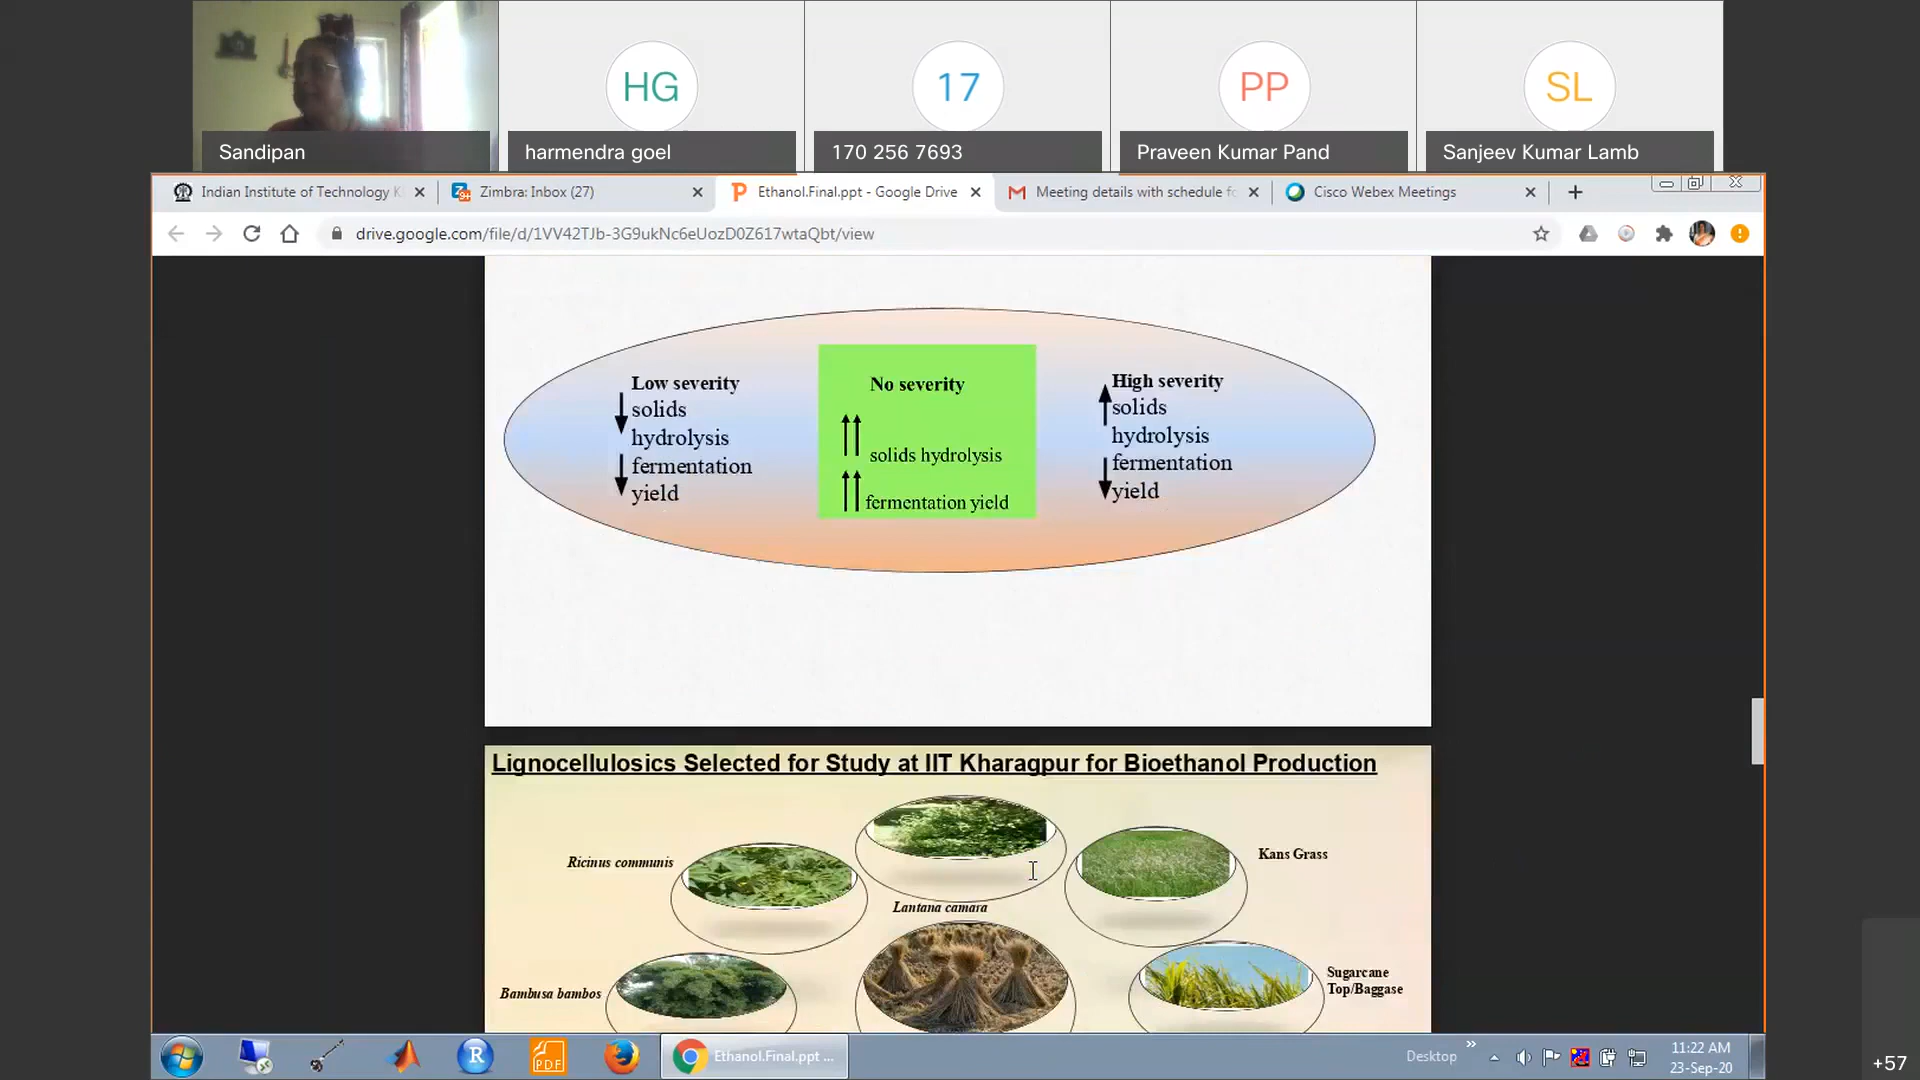 HG
17
PP
SL
Sandipan
harmendra goel
170 256 7693
Praveen Kumar Pand
Sanjeev Kumar Lamb
Indian Institute of Technology K
Zimbra: Inbox (27)
Ethanol.Final.ppt - Google Drive
Meeting details with schedule fo
Cisco Webex Meetings
drive.google.com/file/d/1VV42TJb-3G9ukNc6eUozD0Z617wtaQbt/view
Low severity
solids
hydrolysis
fermentation
yield
No severity
solids hydrolysis
fermentation yield
High severity
solids
hydrolysis
fermentation
yield
Lignocellulosics Selected for Study at IIT Kharagpur for Bioethanol Production
Ricinus communis
Lantana camara
Kans Grass
Bambusa bambos
Sugarcane
Top/Baggase
R
PDF
Ethanol.Final.ppt ...
Desktop
11:22 AM
23-Sep-20
+57